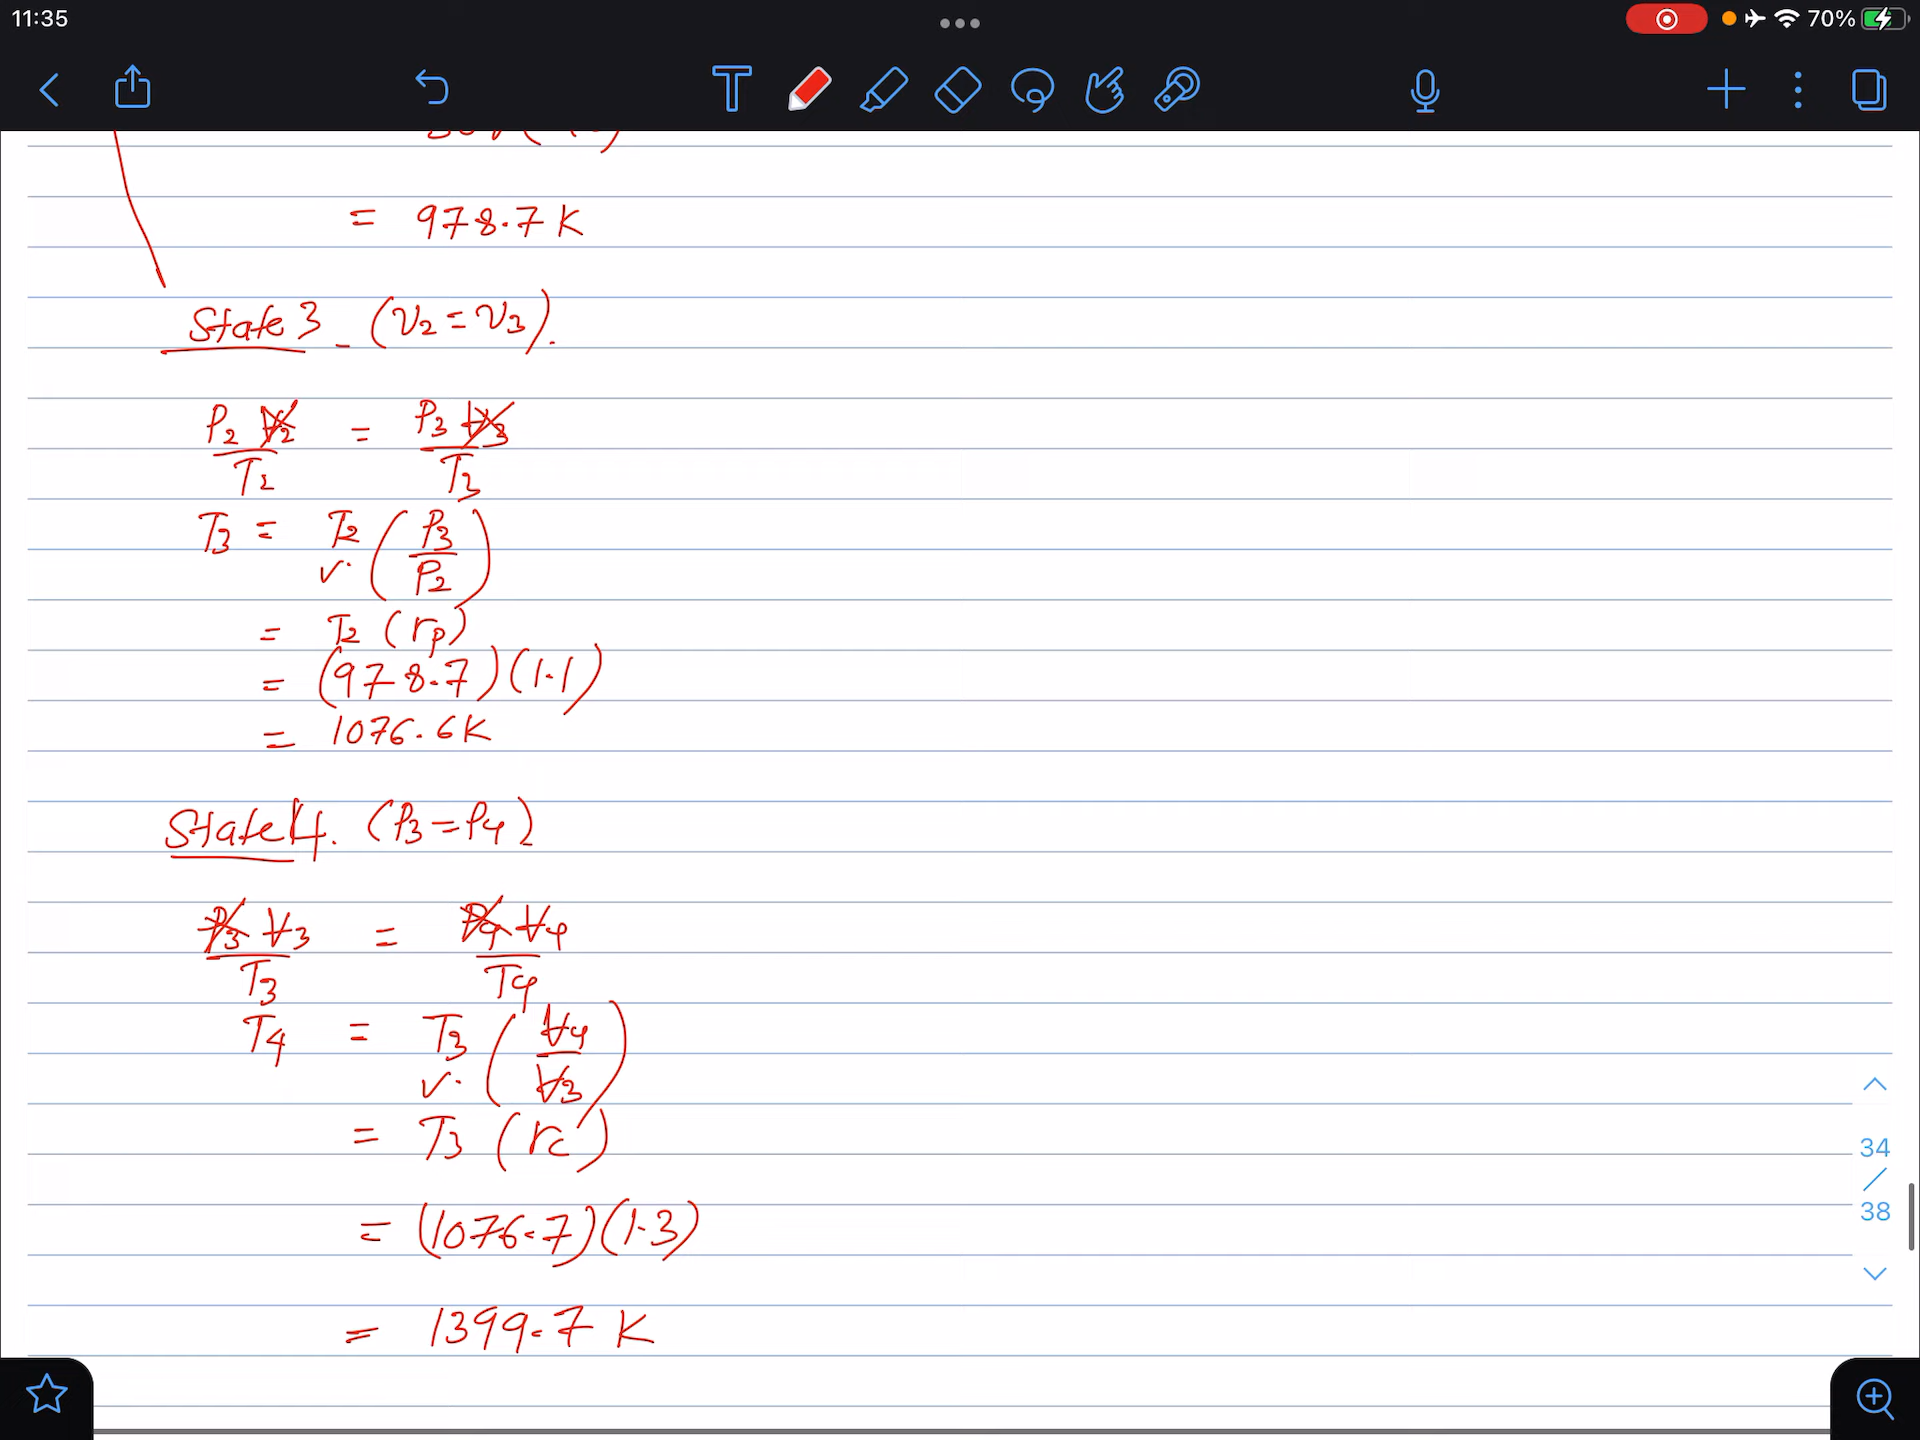 11:35
70%
= 978.7 K
State 3 - (v2 = v3).
P2 V2 / T2 = P3 V3 / T3
T3 = T2 (P3 / P2)
= T2 (rp)
= (978.7)(1.1)
= 1076.6K
State 4. (P3 = P4)
P3 V3 / T3 = P4 V4 / T4
T4 = T3 (V4 / V3)
= T3 (rc)
= (1076.7)(1.3)
= 1399.7 K
34
/
38